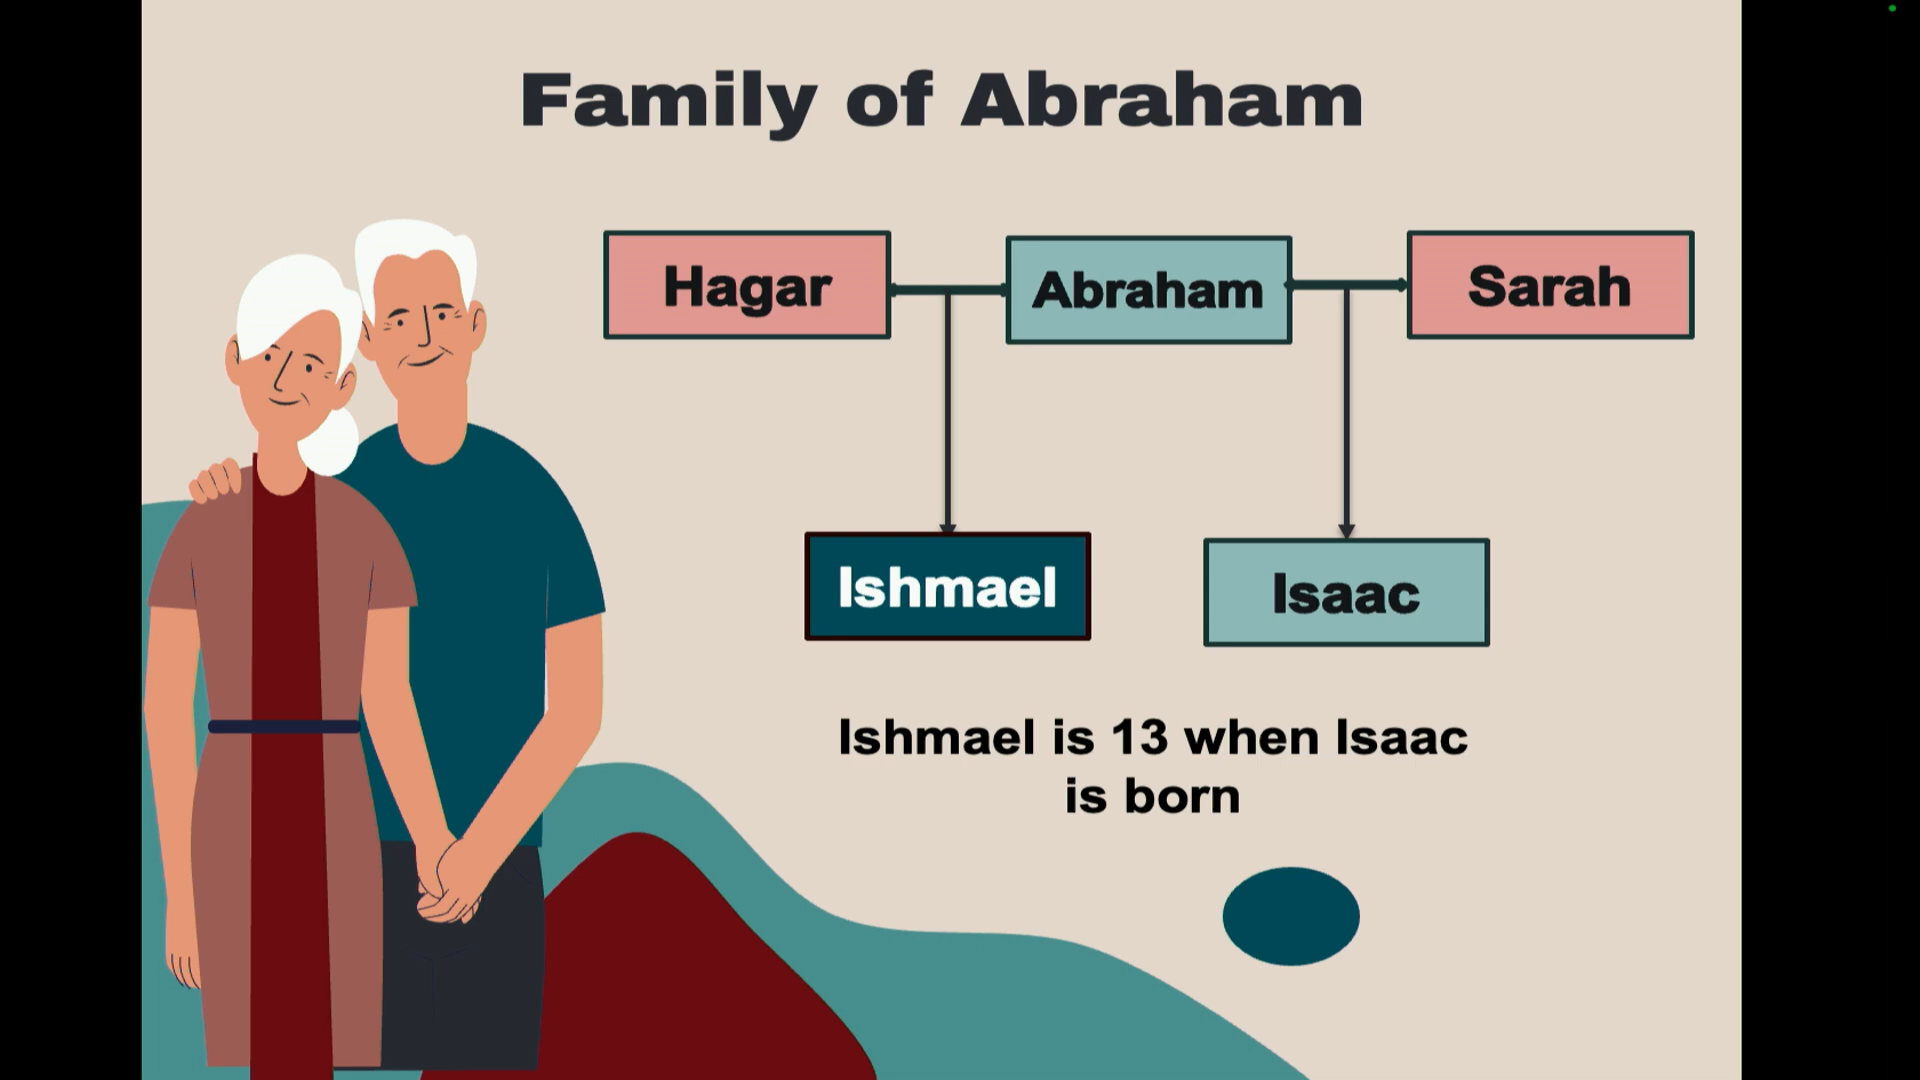 Family of Abraham
Hagar
Abraham
Sarah
Ishmael
Isaac
Ishmael is 13 when Isaac
is born